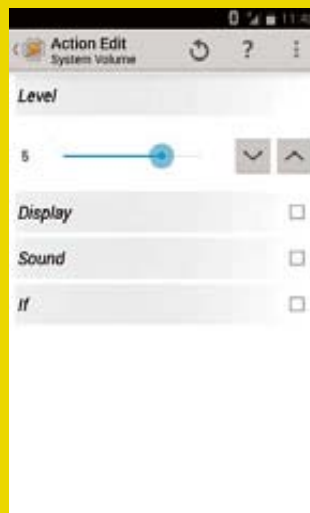 Action Edit
System Volume
?
Level
5
Display
Sound
If